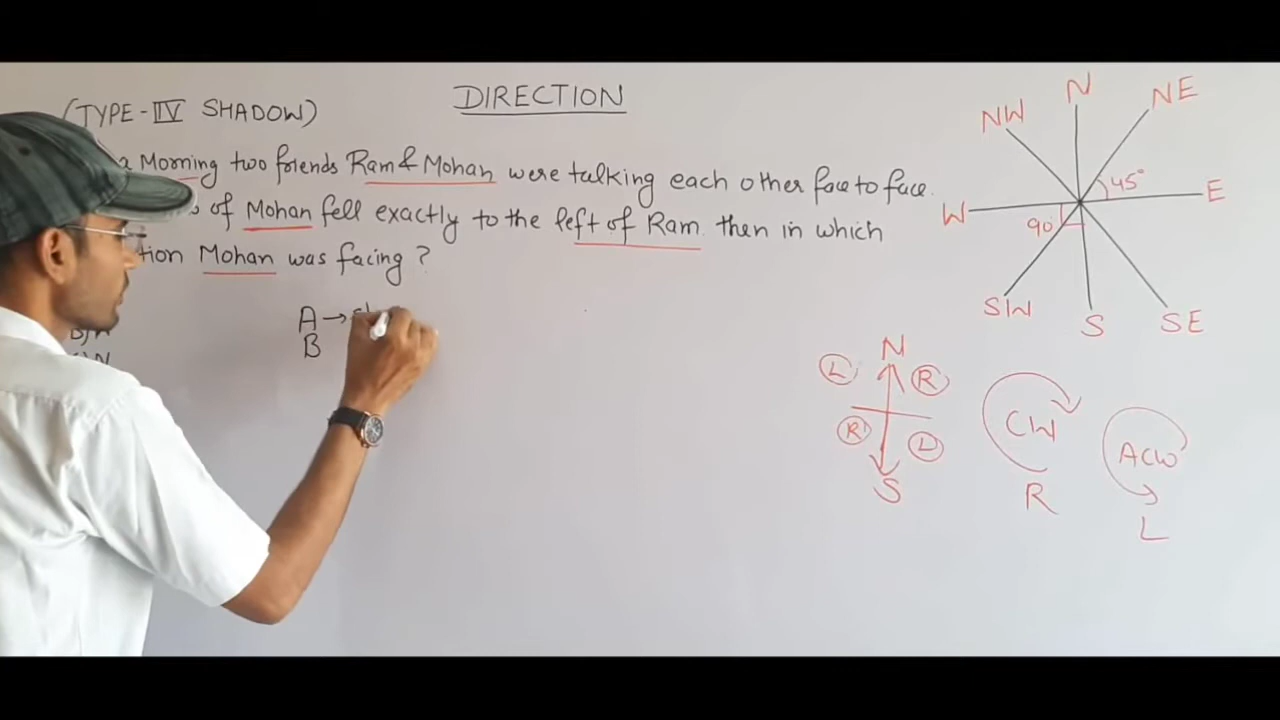 (TYPE-IV SHADOW)
DIRECTION
a Morning two friends Ram & Mohan were talking each other face to face.
of Mohan fell exactly to the left of Ram. then in which
tion Mohan was facing ?
A →
B
N
NE
E
SE
S
SW
W
NW
45°
90°
N
L
R
R
L
S
CW
R
ACW
L